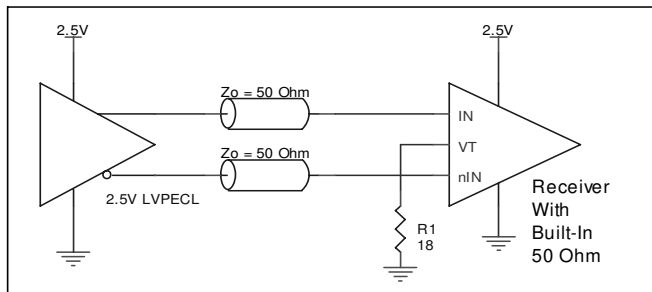 2.5V
2.5V
Zo = 50 Ohm
IN
VT
Zo = 50 Ohm
nIN
2.5V LVPECL
R1
18
Receiver
With
Built-In
50 Ohm